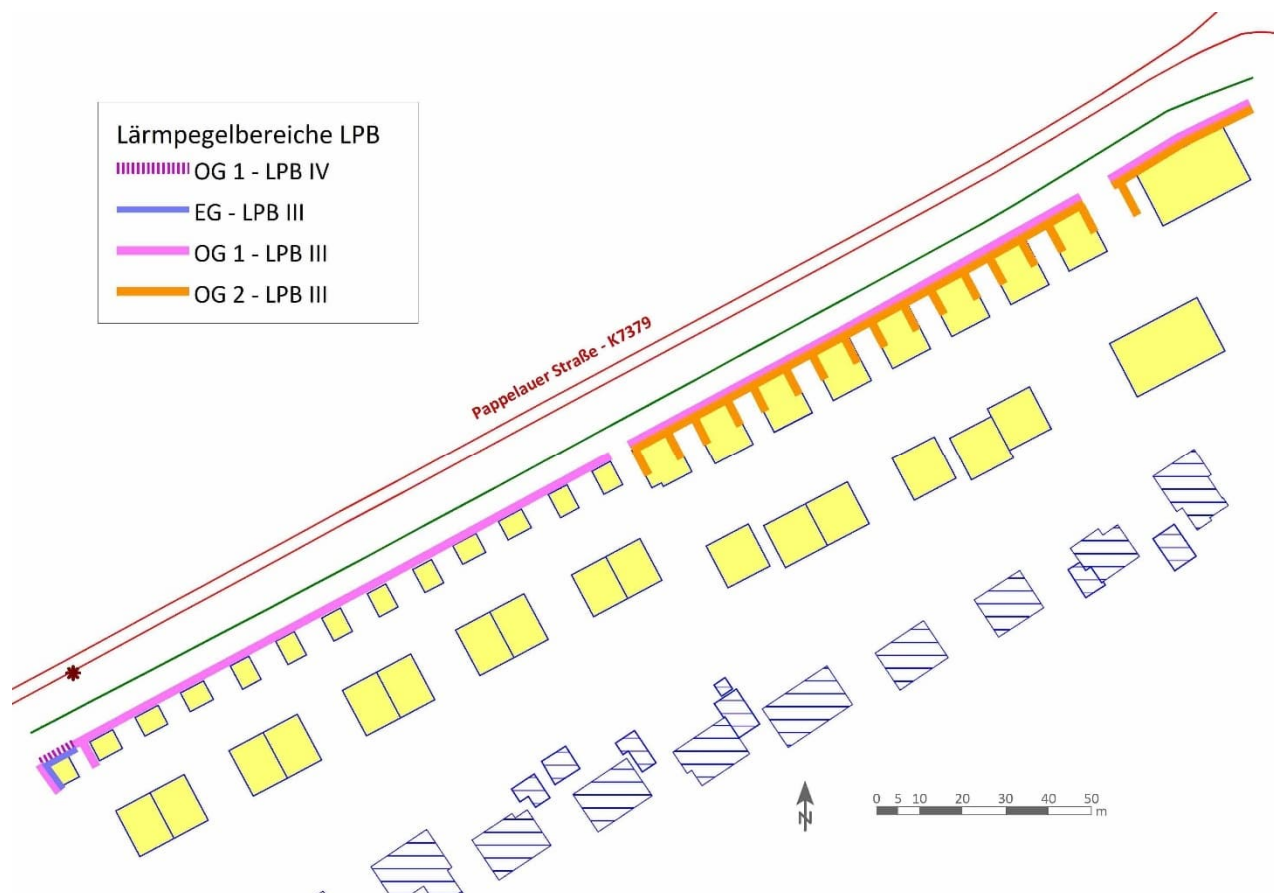 Lärmpegelbereiche LPB
OG 1 - LPB IV
EG - LPB III
OG 1 - LPB III
OG 2 - LPB III
Pappelauer Straße - K7379
N
0 5 10 20 30 40 50
m